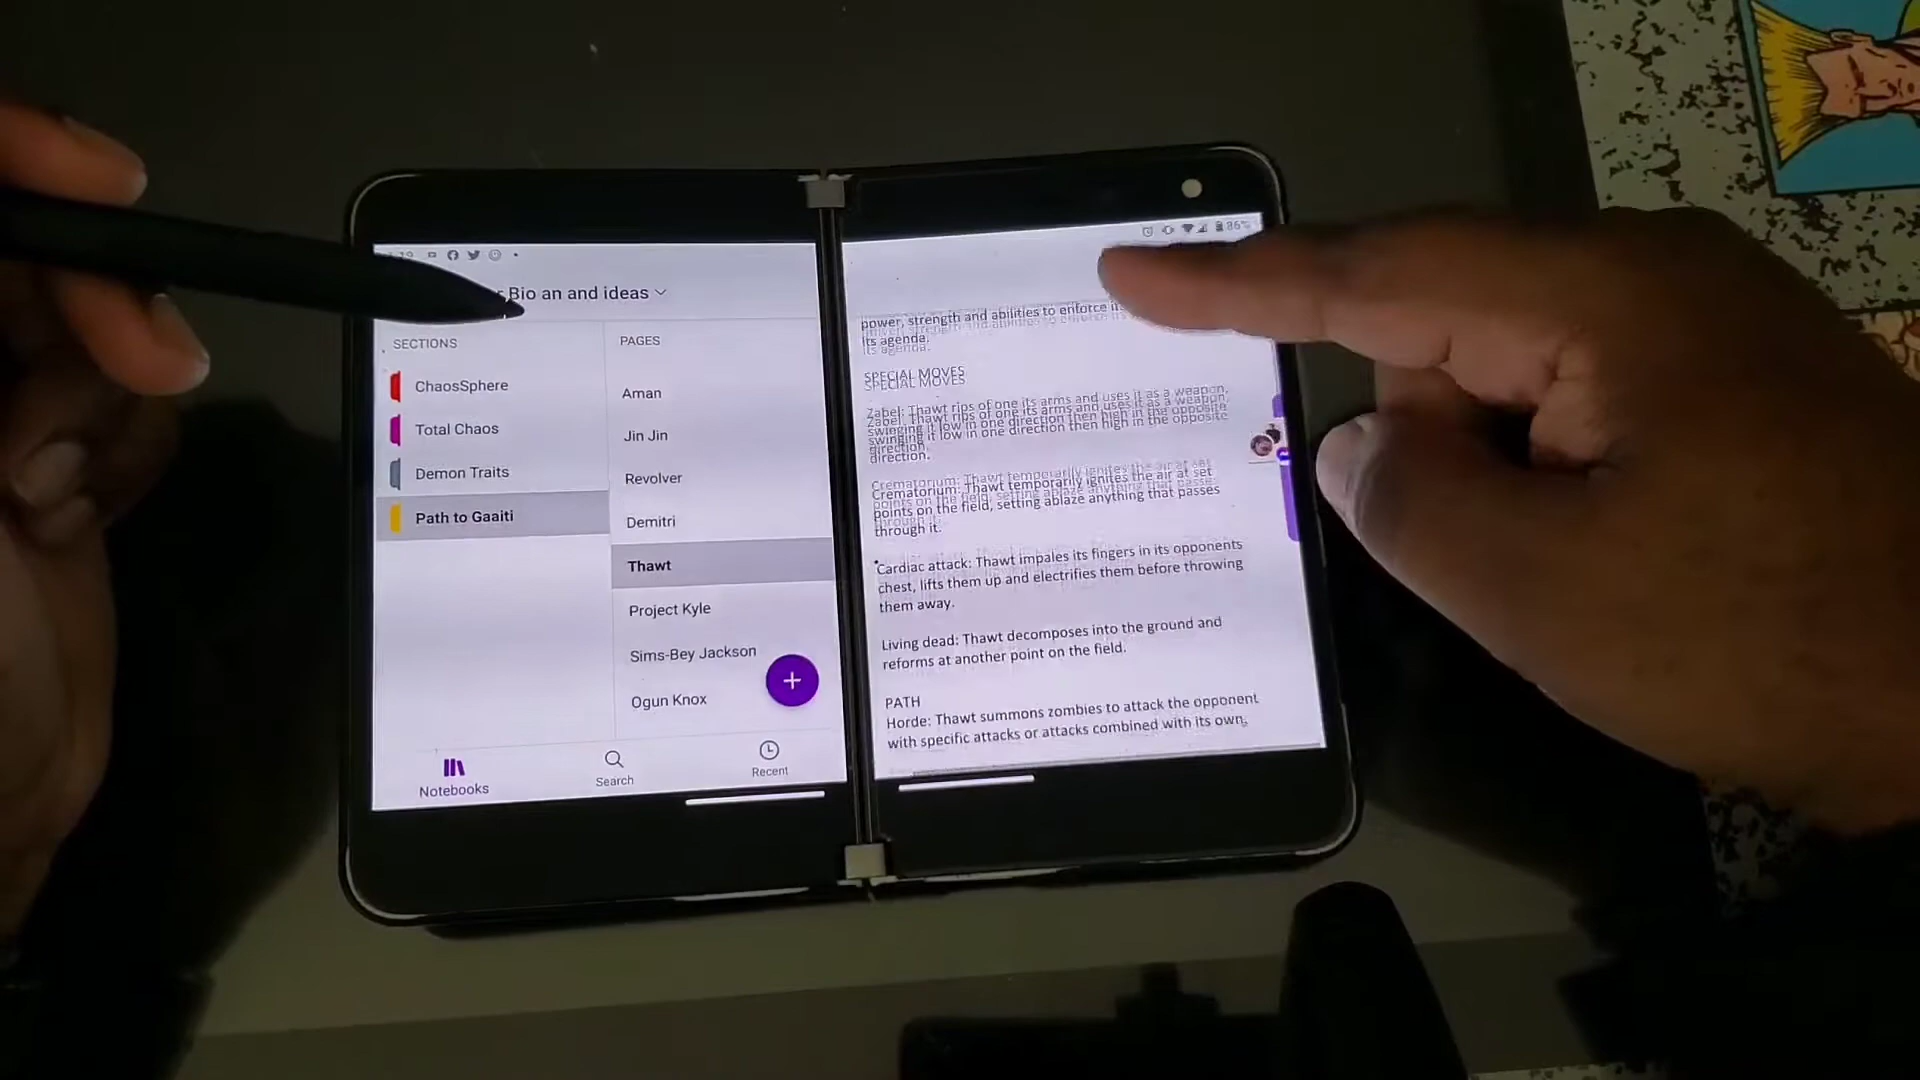 Bio an and ideas
SECTIONS
ChaosSphere
Total Chaos
Demon Traits
Path to Gaaiti
PAGES
Aman
Jin Jin
Revolver
Demitri
Thawt
Project Kyle
Sims-Bey Jackson
Ogun Knox
+
Notebooks
Search
Recent
86%
power, strength and abilities to enforce
its agenda.
SPECIAL MOVES
Zabel: Thawt rips of one its arms and uses it as a weapon,
swinging it low in one direction then high in the opposite
direction.
Crematorium: Thawt temporarily ignites the air at set
points on the field, setting ablaze anything that passes
through it.
Cardiac attack: Thawt impales its fingers in its opponents
chest, lifts them up and electrifies them before throwing
them away.
Living dead: Thawt decomposes into the ground and
reforms at another point on the field.
PATH
Horde: Thawt summons zombies to attack the opponent
with specific attacks or attacks combined with its own.